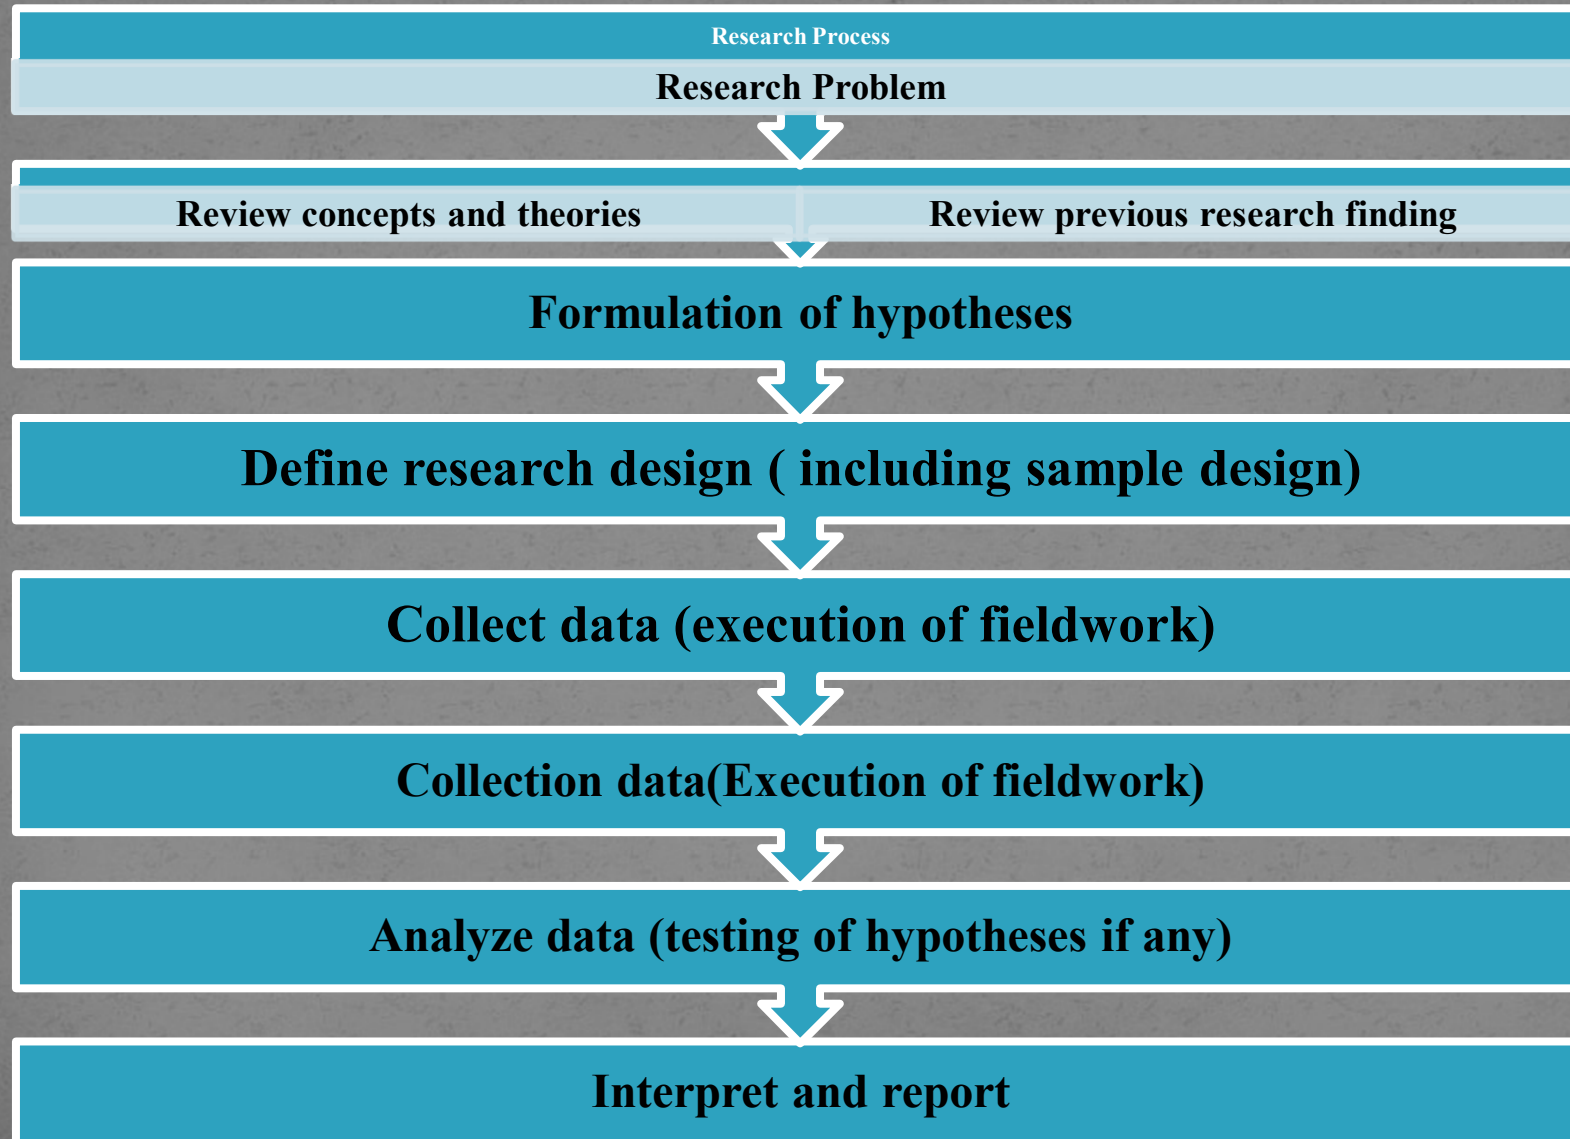 Research Process
Research Problem
Review concepts and theories
Review previous research finding
Formulation of hypotheses
Define research design ( including sample design)
Collect data (execution of fieldwork)
Collection data(Execution of fieldwork)
Analyze data (testing of hypotheses if any)
Interpret and report